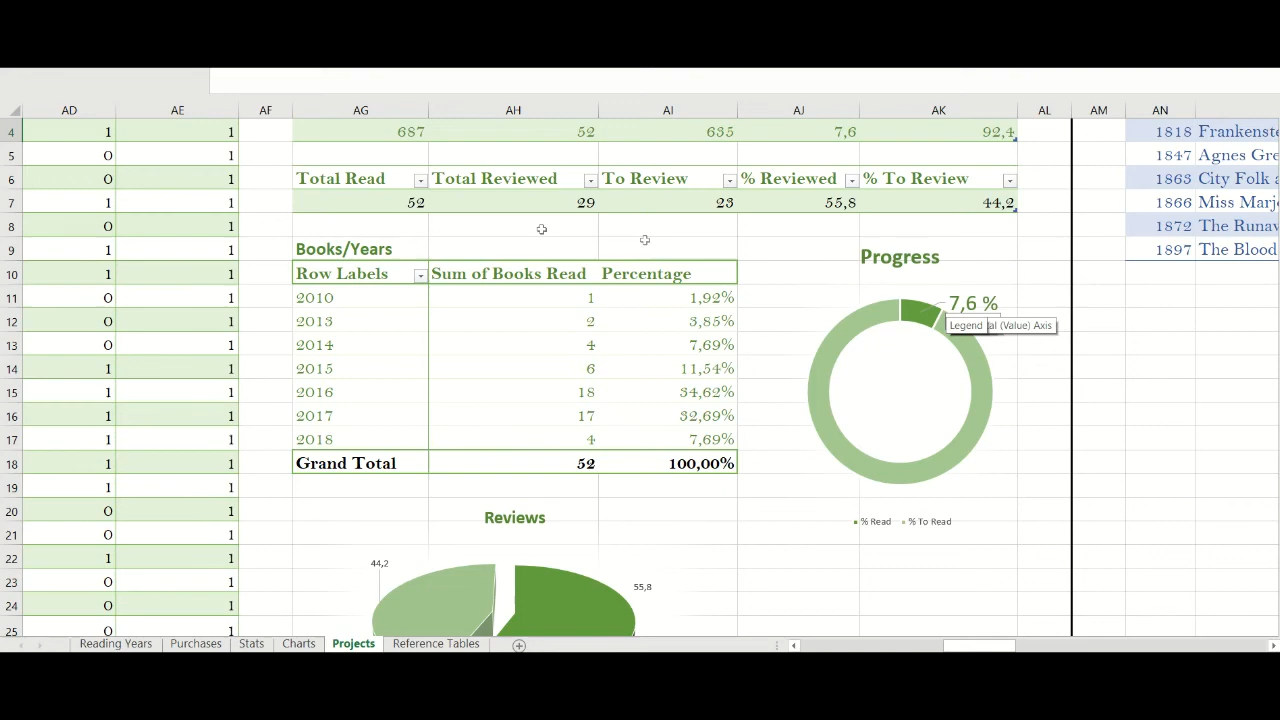 AD AE AF AG AH AI AJ AK AL AM AN
4 1 1 687 52 635 7,6 92,4 1818 Frankenste
5 0 1 1847 Agnes Gre
6 0 1 Total Read Total Reviewed To Review % Reviewed % To Review 1863 City Folk a
7 1 1 52 29 23 55,8 44,2 1866 Miss Marj
8 0 1 1872 The Runaw
9 1 1 Books/Years 1897 The Blood
Progress
10 1 1 Row Labels Sum of Books Read Percentage
11 0 1 2010 1 1,92%
7,6 %
12 0 1 2013 2 3,85%
Legend al (Value) Axis
13 0 1 2014 4 7,69%
14 0 1 2015 6 11,54%
15 1 1 2016 18 34,62%
16 1 1 2017 17 32,69%
17 1 1 2018 4 7,69%
18 1 1 Grand Total 52 100,00%
19 1 1
20 0 1
Reviews
% Read % To Read
21 0 1
22 1 1
44,2
23 0 1
55,8
24 0 1
25 0 1
Reading Years Purchases Stats Charts Projects Reference Tables